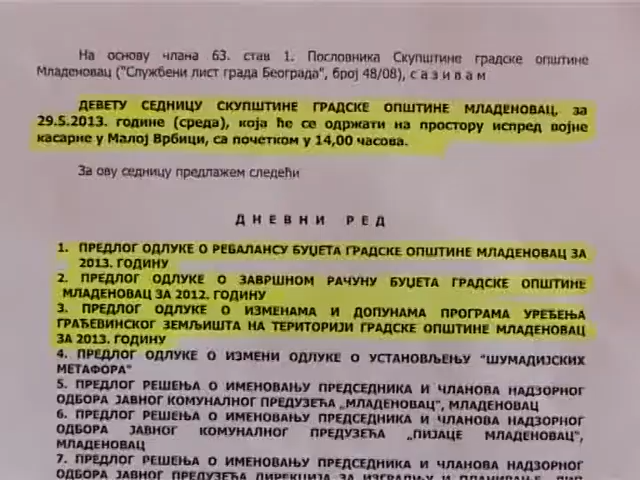 На основу члана 63. став 1. Пословника Скупштине градске општине
Младеновац ("Службени лист града Београда", број 48/08), с а з и в а м
ДЕВЕТУ СЕДНИЦУ СКУПШТИНЕ ГРАДСКЕ ОПШТИНЕ МЛАДЕНОВАЦ, за
29.5.2013. године (среда), која ће се одржати на простору испред војне
касарне у Малој Врбици, са почетком у 14,00 часова.
За ову седницу предлажем следећи
Д Н Е В Н И Р Е Д
1. ПРЕДЛОГ ОДЛУКЕ О РЕБАЛАНСУ БУЏЕТА ГРАДСКЕ ОПШТИНЕ МЛАДЕНОВАЦ ЗА
2013. ГОДИНУ
2. ПРЕДЛОГ ОДЛУКЕ О ЗАВРШНОМ РАЧУНУ БУЏЕТА ГРАДСКЕ ОПШТИНЕ
МЛАДЕНОВАЦ ЗА 2012. ГОДИНУ
3. ПРЕДЛОГ ОДЛУКЕ О ИЗМЕНАМА И ДОПУНАМА ПРОГРАМА УРЕЂЕЊА
ГРАЂЕВИНСКОГ ЗЕМЉИШТА НА ТЕРИТОРИЈИ ГРАДСКЕ ОПШТИНЕ МЛАДЕНОВАЦ
ЗА 2013. ГОДИНУ
4. ПРЕДЛОГ ОДЛУКЕ О ИЗМЕНИ ОДЛУКЕ О УСТАНОВЉЕЊУ "ШУМАДИЈСКИХ
МЕТАФОРА"
5. ПРЕДЛОГ РЕШЕЊА О ИМЕНОВАЊУ ПРЕДСЕДНИКА И ЧЛАНОВА НАДЗОРНОГ
ОДБОРА ЈАВНОГ КОМУНАЛНОГ ПРЕДУЗЕЋА „МЛАДЕНОВАЦ", МЛАДЕНОВАЦ
6. ПРЕДЛОГ РЕШЕЊА О ИМЕНОВАЊУ ПРЕДСЕДНИКА И ЧЛАНОВА НАДЗОРНОГ
ОДБОРА ЈАВНОГ КОМУНАЛНОГ ПРЕДУЗЕЋА „ПИЈАЦЕ МЛАДЕНОВАЦ",
МЛАДЕНОВАЦ
7. ПРЕДЛОГ РЕШЕЊА О ИМЕНОВАЊУ ПРЕДСЕДНИКА И ЧЛАНОВА НАДЗОРНОГ
ОДБОРА ЈАВНОГ ПРЕДУЗЕЋА ДИРЕКЦИЈА ЗА ИЗГРАДЊУ И ПЛАНИРАЊЕ